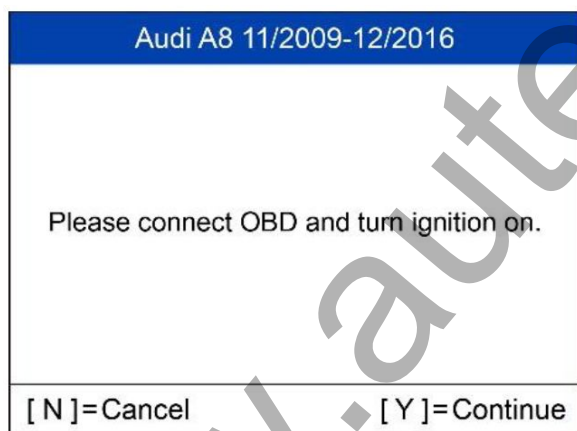 Audi A8 11/2009-12/2016
Please connect OBD and turn ignition on.
[ N ]=Cancel [ Y ]=Continue